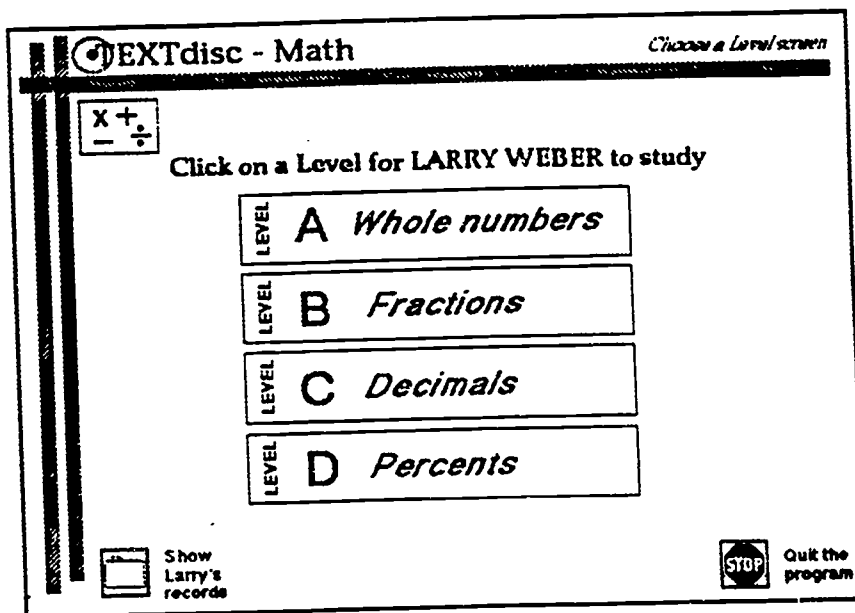 TEXTdisc - Math
Choose a Level screen
x + - ÷
Click on a Level for LARRY WEBER to study
LEVEL A Whole numbers
LEVEL B Fractions
LEVEL C Decimals
LEVEL D Percents
Show
Larry's
records
STOP
Quit the
program